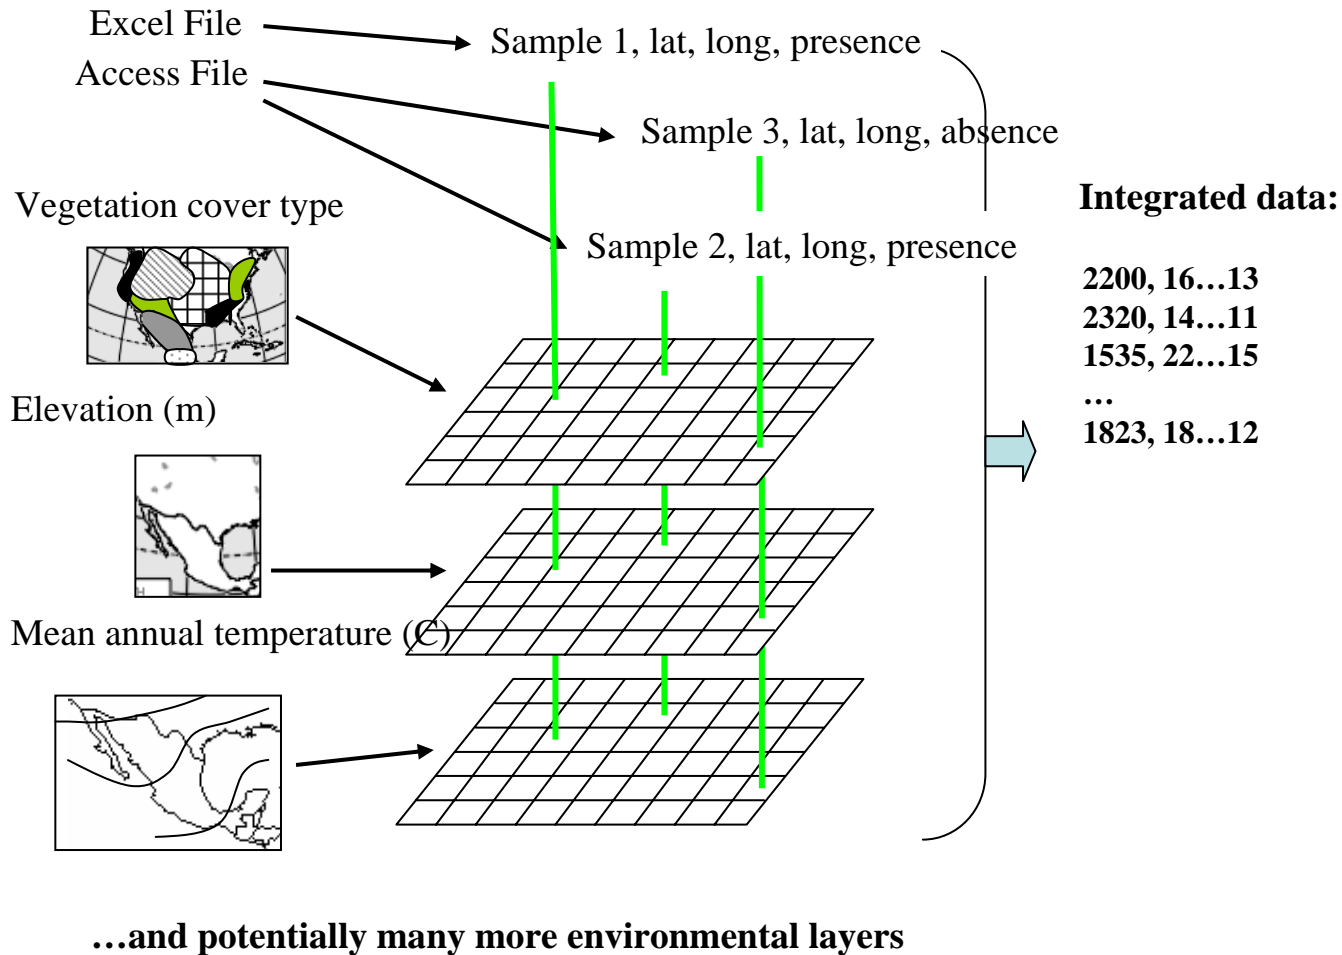 Excel File
Access File
Sample 1, lat, long, presence
Sample 3, lat, long, absence
Sample 2, lat, long, presence
Vegetation cover type
Elevation (m)
Mean annual temperature (C)
Integrated data:
2200, 16…13
2320, 14…11
1535, 22…15
…
1823, 18…12
…and potentially many more environmental layers